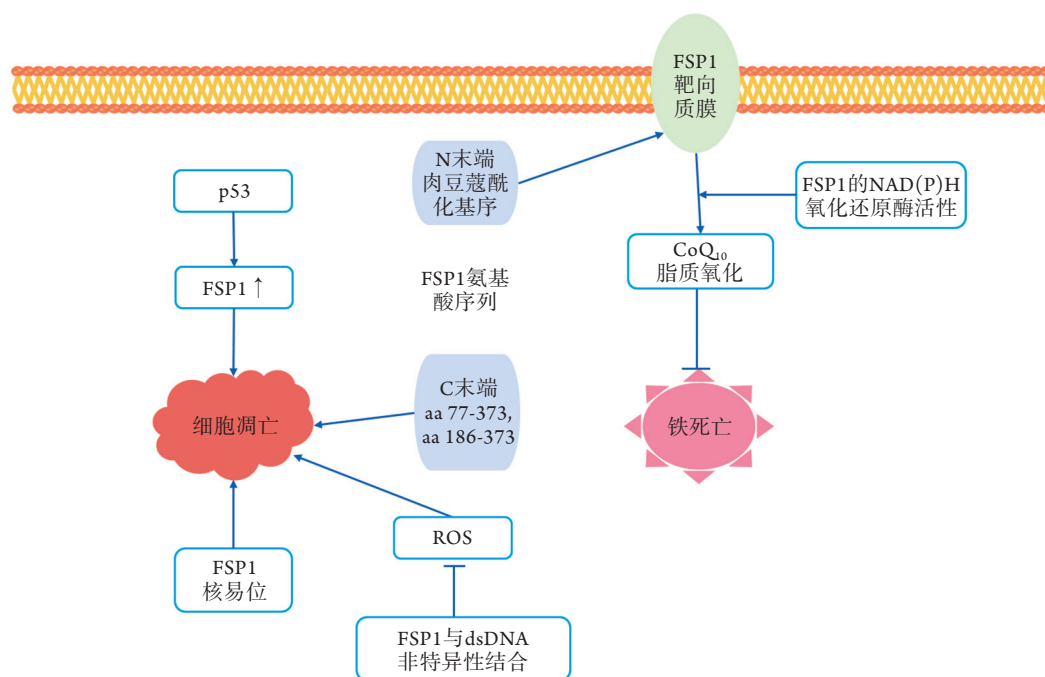 FSP1
靶向
质膜
N末端
肉豆蔻酰
化基序
p53
FSP1的NAD(P)H
氧化还原酶活性
CoQ₁₀
脂质氧化
FSP1↑
FSP1氨基
酸序列
C末端
aa 77-373,
aa 186-373
细胞凋亡
铁死亡
ROS
FSP1
核易位
FSP1与dsDNA
非特异性结合